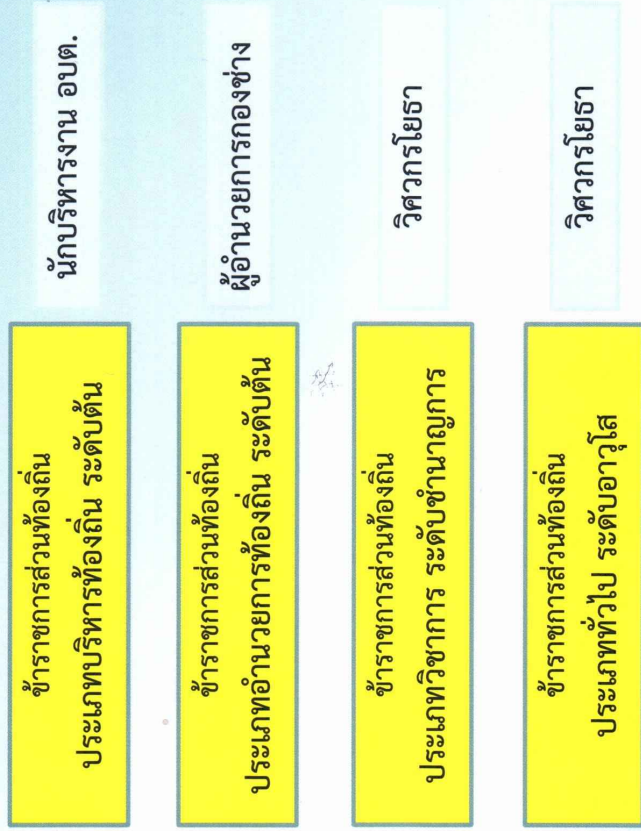 ข้าราชการส่วนท้องถิ่น
ประเภทบริหารท้องถิ่น ระดับต้น
นักบริหารงาน อบต.
ข้าราชการส่วนท้องถิ่น
ประเภทอำนวยการท้องถิ่น ระดับต้น
ผู้อำนวยการกองช่าง
ข้าราชการส่วนท้องถิ่น
ประเภทวิชาการ ระดับชำนาญการ
วิศวกรโยธา
ข้าราชการส่วนท้องถิ่น
ประเภททั่วไป ระดับอาวุโส
วิศวกรโยธา